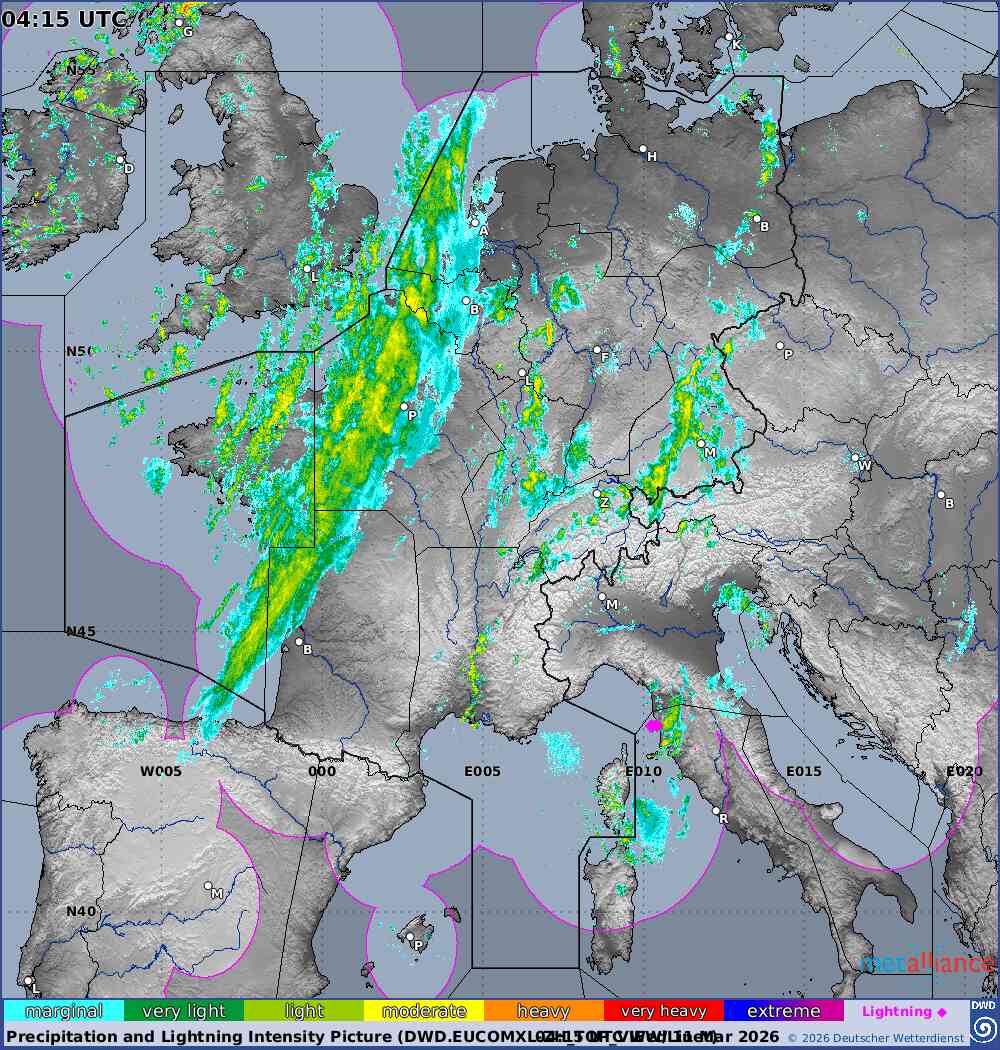 04:15 UTC
G
K
N55
D
H
A
B
L
B
N50
P
F
L
P
M
W
Z
B
M
N45
B
W005
000
E005
E010
E015
E020
R
M
N40
P
L
metalliance
marginal
very light
light
moderate
heavy
very heavy
extreme
Lightning
DWD
Precipitation and Lightning Intensity Picture (DWD.EUCOMXL
11 Mar 2026
© 2026 Deutscher Wetterdienst